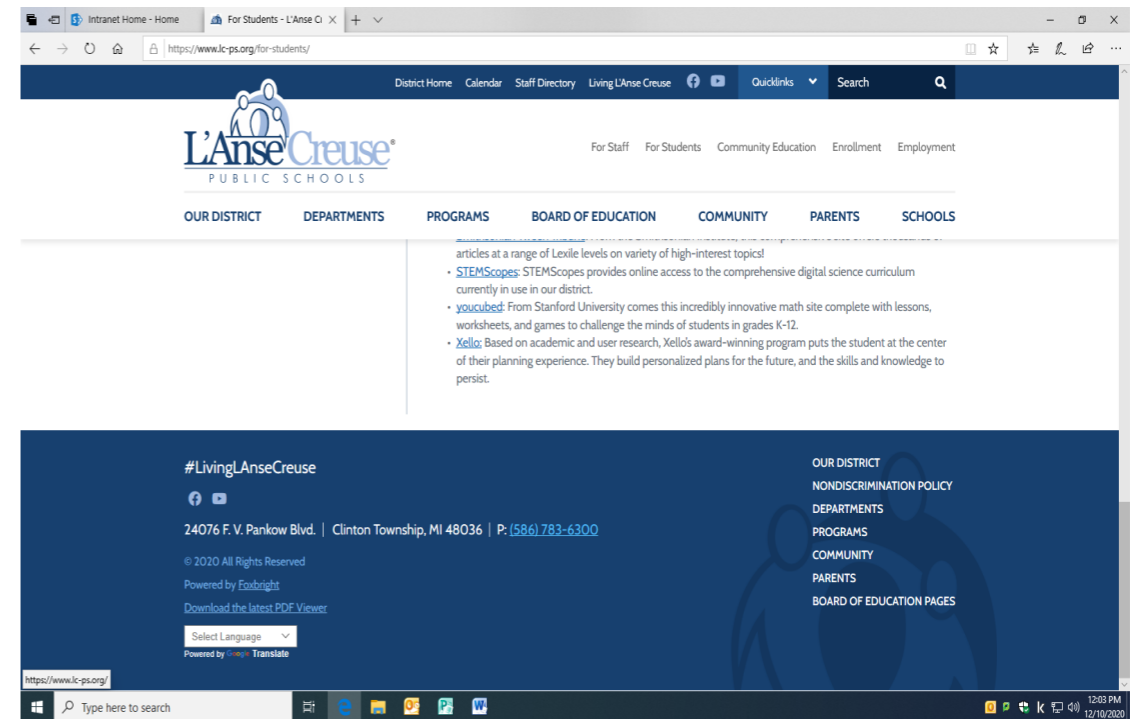 Intranet Home - Home
For Students - L'Anse Cr
https://www.lc-ps.org/for-students/
District Home Calendar Staff Directory Living L'Anse Creuse Quicklinks Search
L'Anse Creuse®
PUBLIC SCHOOLS
For Staff For Students Community Education Enrollment Employment
OUR DISTRICT DEPARTMENTS PROGRAMS BOARD OF EDUCATION COMMUNITY PARENTS SCHOOLS
articles at a range of Lexile levels on variety of high-interest topics!
• STEMScopes: STEMScopes provides online access to the comprehensive digital science curriculum
currently in use in our district.
• youcubed: From Stanford University comes this incredibly innovative math site complete with lessons,
worksheets, and games to challenge the minds of students in grades K-12.
• Xello: Based on academic and user research, Xello's award-winning program puts the student at the center
of their planning experience. They build personalized plans for the future, and the skills and knowledge to
persist.
#LivingLAnseCreuse
24076 F. V. Pankow Blvd. | Clinton Township, MI 48036 | P: (586) 783-6300
© 2020 All Rights Reserved
Powered by Foxbright
Download the latest PDF Viewer
Select Language
Powered by Google Translate
OUR DISTRICT
NONDISCRIMINATION POLICY
DEPARTMENTS
PROGRAMS
COMMUNITY
PARENTS
BOARD OF EDUCATION PAGES
https://www.lc-ps.org/
Type here to search
12:03 PM
12/10/2020